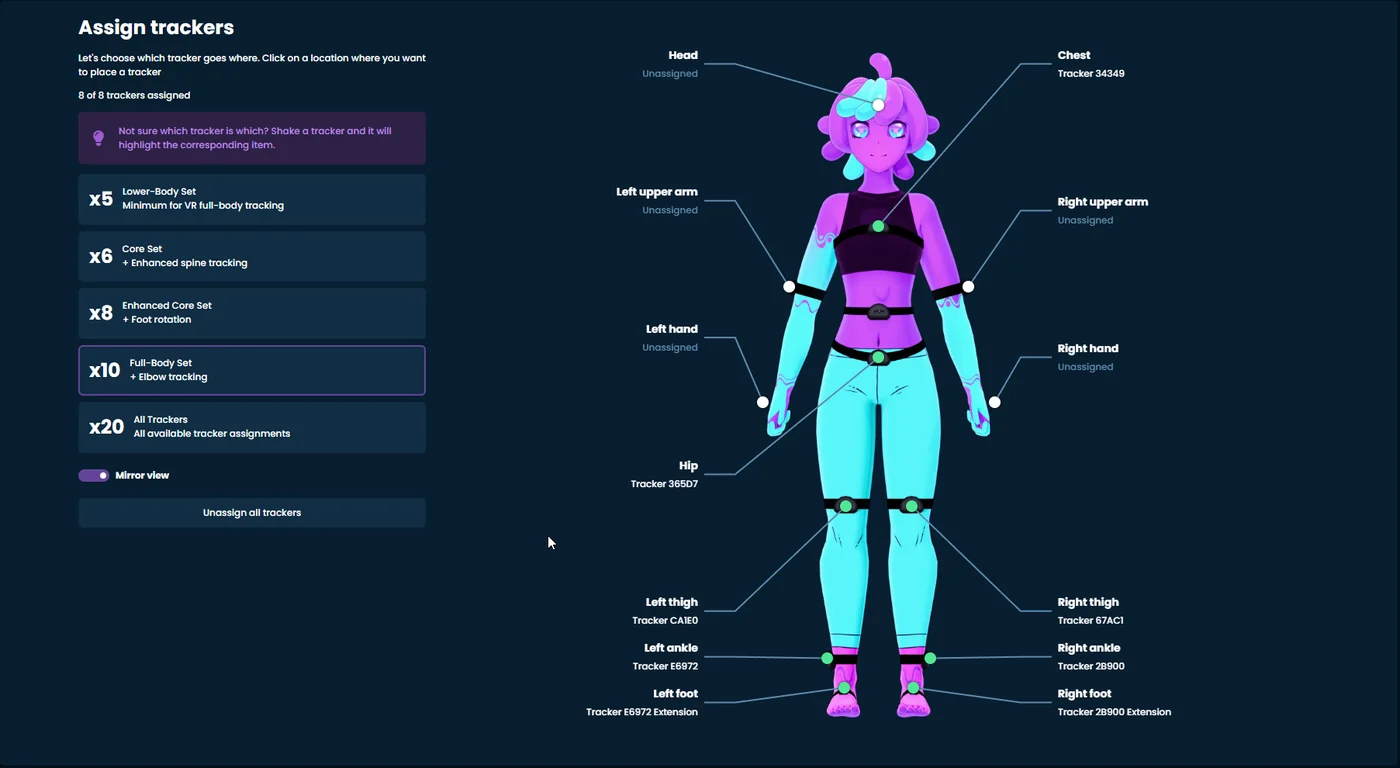 Assign trackers
Let's choose which tracker goes where. Click on a location where you want
to place a tracker
8 of 8 trackers assigned
Not sure which tracker is which? Shake a tracker and it will
highlight the corresponding item.
x5
Lower-Body Set
Minimum for VR full-body tracking
x6
Core Set
+ Enhanced spine tracking
x8
Enhanced Core Set
+ Foot rotation
x10
Full-Body Set
+ Elbow tracking
x20
All Trackers
All available tracker assignments
Mirror view
Unassign all trackers
Head
Unassigned
Left upper arm
Unassigned
Left hand
Unassigned
Hip
Tracker 365D7
Left thigh
Tracker CA1E0
Left ankle
Tracker E6972
Left foot
Tracker E6972 Extension
Chest
Tracker 34349
Right upper arm
Unassigned
Right hand
Unassigned
Right thigh
Tracker 67AC1
Right ankle
Tracker 2B900
Right foot
Tracker 2B900 Extension